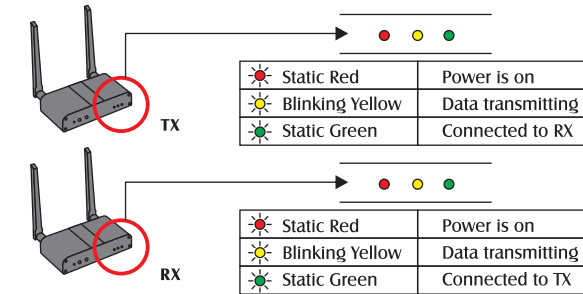 Static Red Power is on
Blinking Yellow Data transmitting
Static Green Connected to RX
TX
Static Red Power is on
Blinking Yellow Data transmitting
Static Green Connected to TX
RX